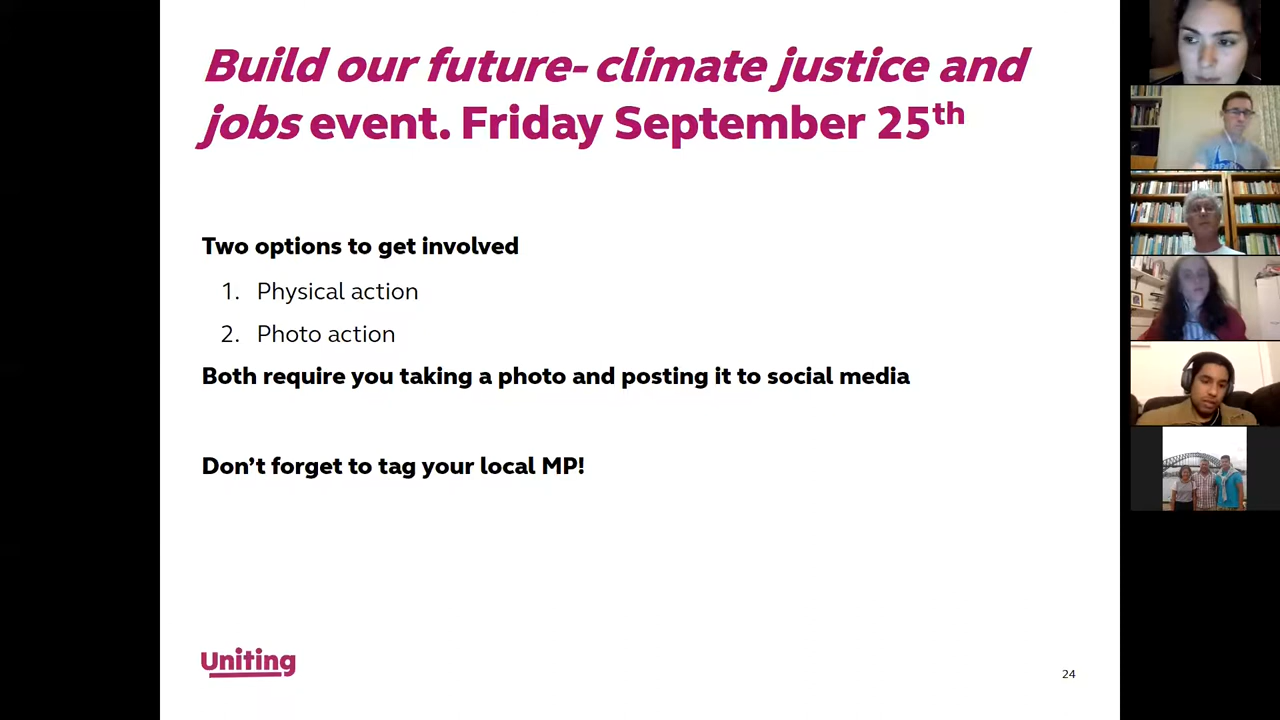 Build our future- climate justice and
jobs event. Friday September 25th
Two options to get involved
1. Physical action
2. Photo action
Both require you taking a photo and posting it to social media
Don’t forget to tag your local MP!
Uniting
24